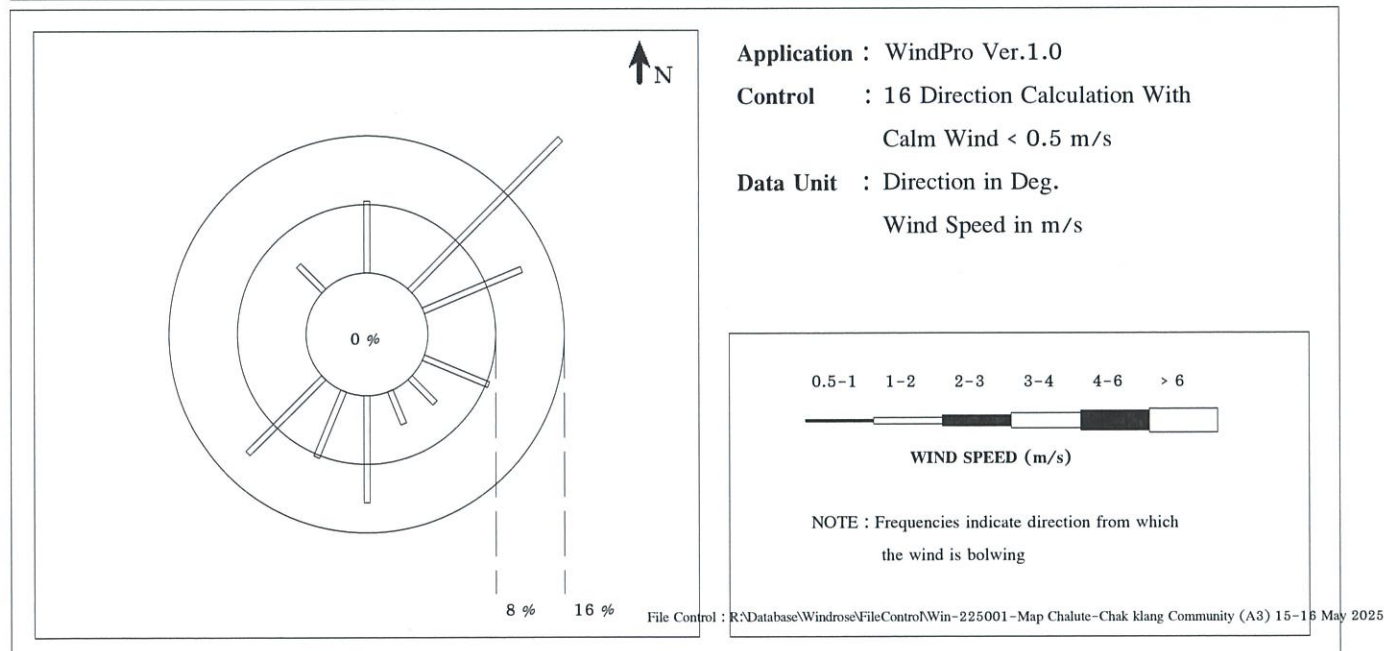 N
0 %
8 %
16 %
Application : WindPro Ver.1.0
Control : 16 Direction Calculation With
Calm Wind < 0.5 m/s
Data Unit : Direction in Deg.
Wind Speed in m/s
0.5-1 1-2 2-3 3-4 4-6 > 6
WIND SPEED (m/s)
NOTE : Frequencies indicate direction from which
the wind is bolwing
File Control : R:\Database\Windrose\FileControl\Win-225001-Map Chalute-Chak klang Community (A3) 15-16 May 2025